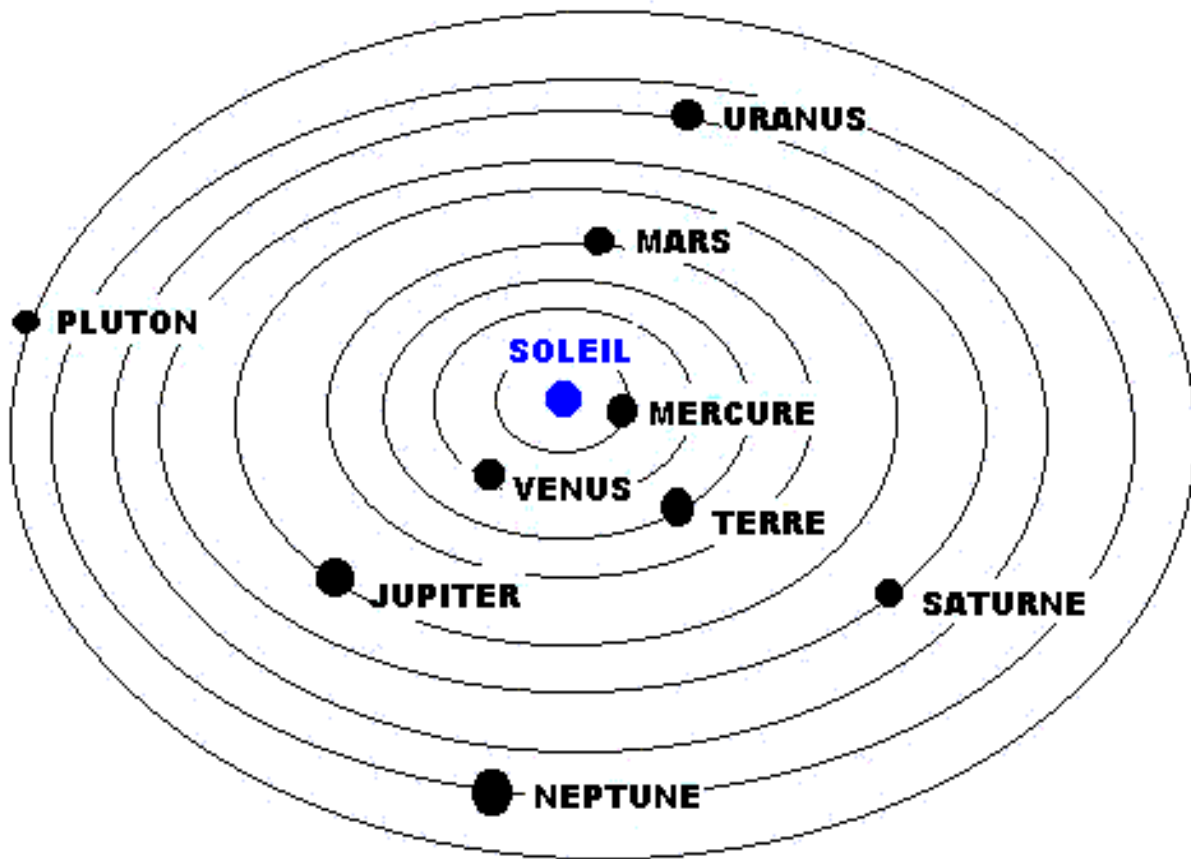 URANUS
MARS
PLUTON
SOLEIL
MERCURE
VENUS
TERRE
JUPITER
SATURNE
NEPTUNE